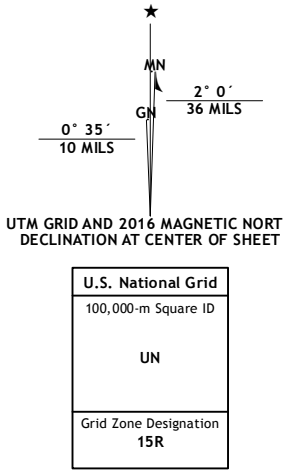 MN
GN
2° 0´
36 MILS
0° 35´
10 MILS
UTM GRID AND 2016 MAGNETIC NORT
DECLINATION AT CENTER OF SHEET
U.S. National Grid
100,000-m Square ID
UN
Grid Zone Designation
15R